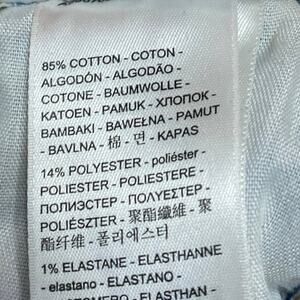 85% COTTON - COTON -
ALGODÓN - ALGODÃO -
COTONE - BAUMWOLLE -
KATOEN - PAMUK - ХЛОПОК -
BAMBAKI - BAWEŁNA - PAMUT
- BAVLNA - 棉 - 면 - KAPAS
14% POLYESTER - poliéster -
POLIESTER - POLIESTERE -
ПОЛИЭСТЕР - ΠΟΛΥΕΣΤΕΡ -
POLIÉSZTER - 聚酯纖維 - 聚
酯纤维 - 폴리에스터
1% ELASTANE - ELASTHANNE
- elastano - ELASTANO -
ELASTHAN -